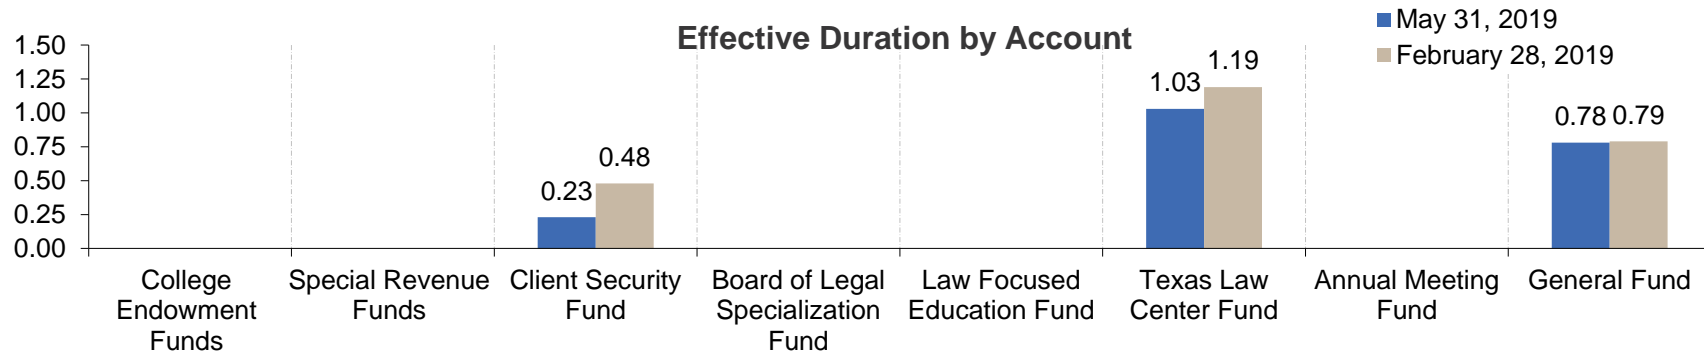 Effective Duration by Account
May 31, 2019
February 28, 2019
1.50
1.25
1.00
0.75
0.50
0.25
0.00
0.23
0.48
1.03
1.19
0.78
0.79
College
Endowment
Funds
Special Revenue
Funds
Client Security
Fund
Board of Legal
Specialization
Fund
Law Focused
Education Fund
Texas Law
Center Fund
Annual Meeting
Fund
General Fund